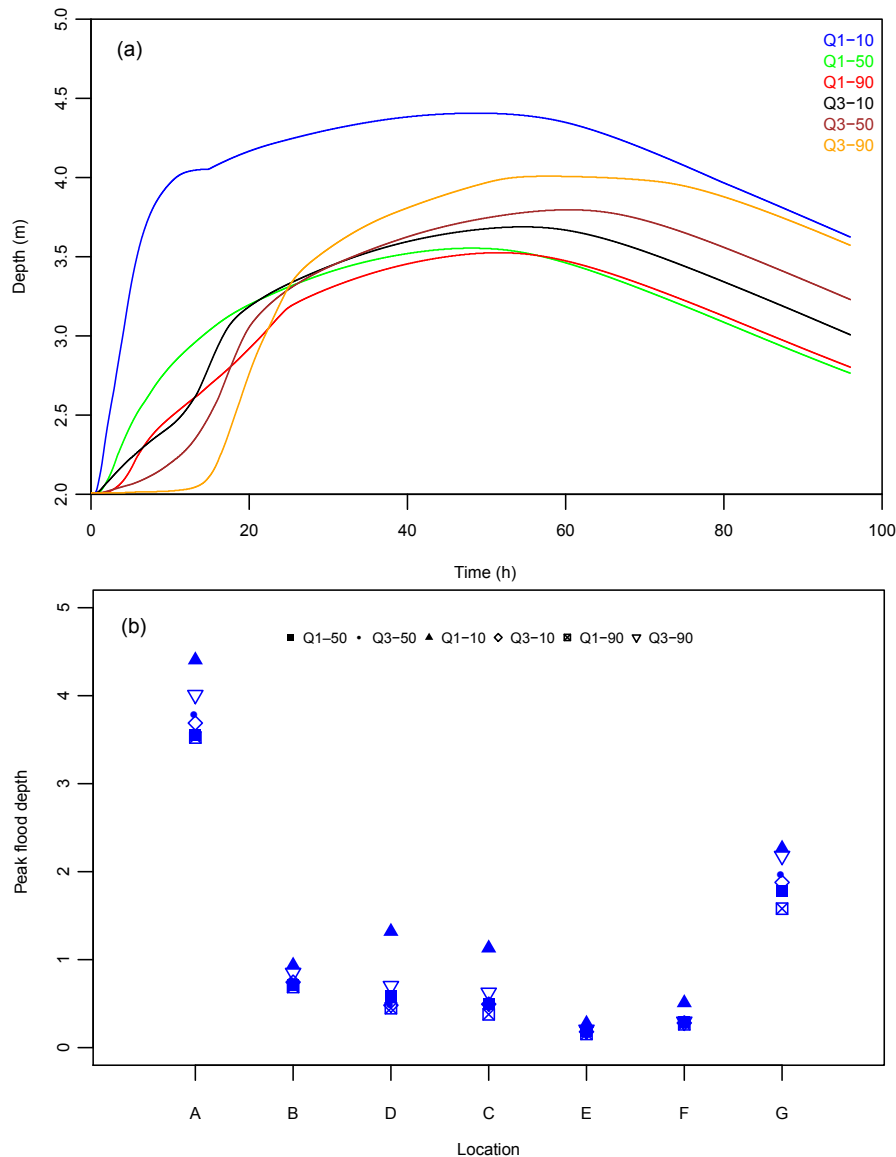 (a)
Q1−10
Q1−50
Q1−90
Q3−10
Q3−50
Q3−90
5.0
4.5
4.0
3.5
3.0
2.5
2.0
Depth (m)
0 20 40 60 80 100
Time (h)
(b)
Q1–50 Q3−50 Q1−10 Q3−10 Q1−90 Q3−90
5
4
3
2
1
0
Peak flood depth
A B D C E F G
Location